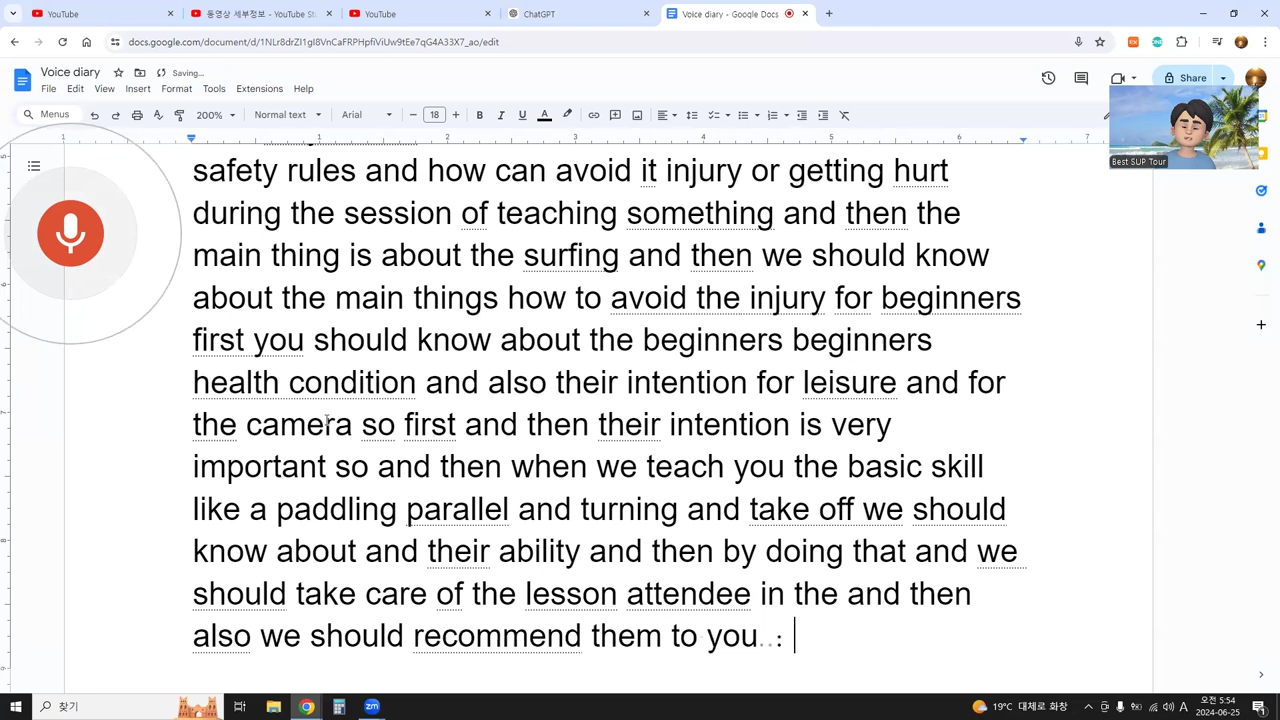 YouTube
동영상 세부정보 - YouTube St
YouTube
ChatGPT
Voice diary - Google Docs
docs.google.com/document/d/1NLr8drZI1gI8VnCaFRPHpfiViUw9tEe7qG4A33X7_ao/edit
Voice diary
Saving...
File Edit View Insert Format Tools Extensions Help
Share
Menus 200% Normal text Arial 18 B I U A
Best SUP Tour
1 1 2 3 4 5 6 7
safety rules and how can avoid it injury or getting hurt
during the session of teaching something and then the
main thing is about the surfing and then we should know
about the main things how to avoid the injury for beginners
first you should know about the beginners beginners
health condition and also their intention for leisure and for
the camera so first and then their intention is very
important so and then when we teach you the basic skill
like a paddling parallel and turning and take off we should
know about and their ability and then by doing that and we
should take care of the lesson attendee in the and then
also we should recommend them to you..:
찾기
19°C 대체로 화창
A
오전 5:54
2024-06-25